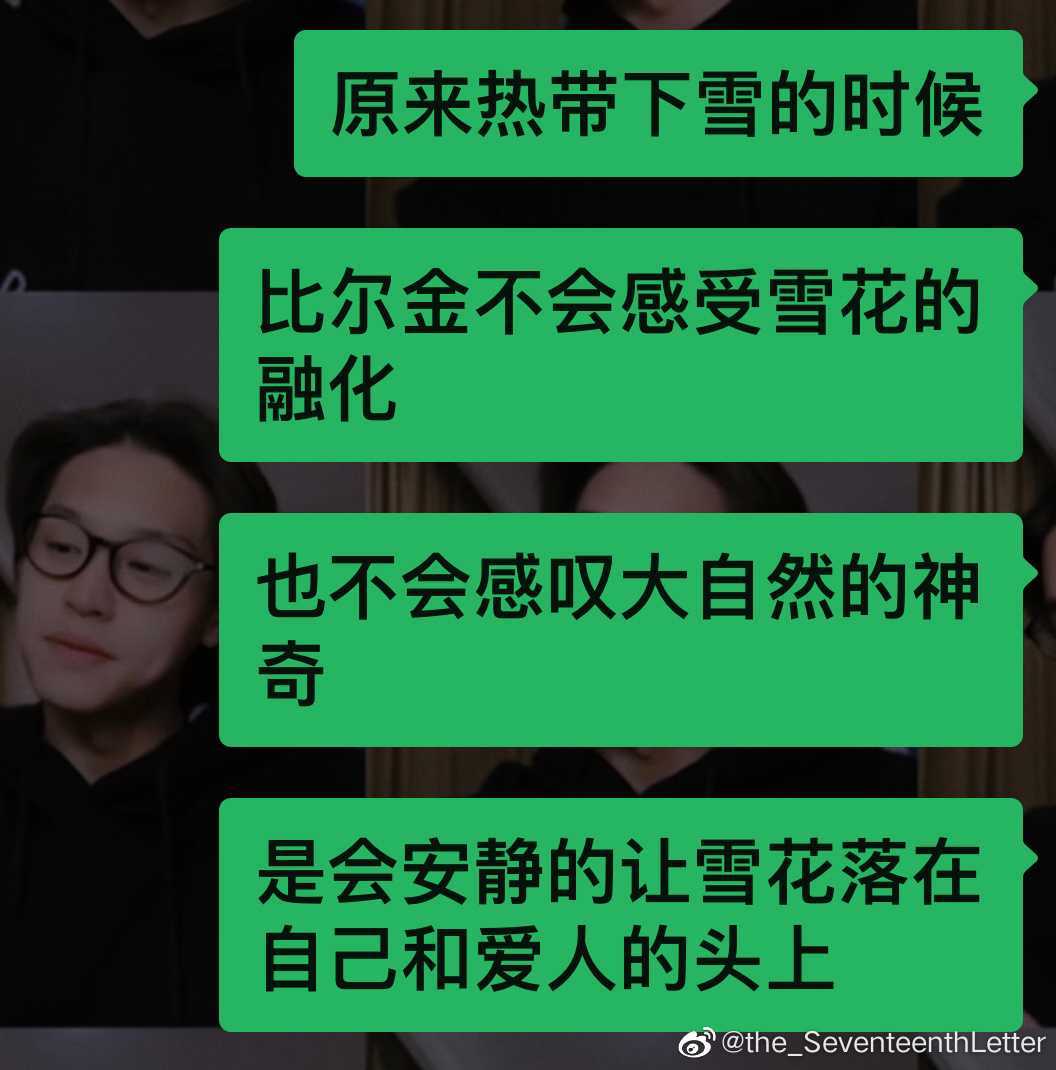 原来热带下雪的时候
比尔金不会感受雪花的
融化
也不会感叹大自然的神
奇
是会安静的让雪花落在
自己和爱人的头上
@the_SeventeenthLetter